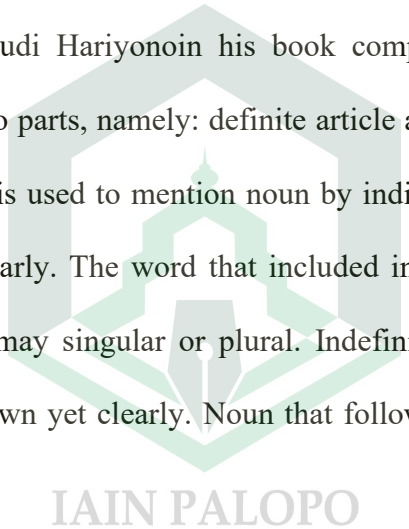 udi Hariyonoin his book comp
parts, namely: definite article
is used to mention noun by indi
arly. The word that included in
may singular or plural. Indefini
wn yet clearly. Noun that follow
IAIN PALOPO